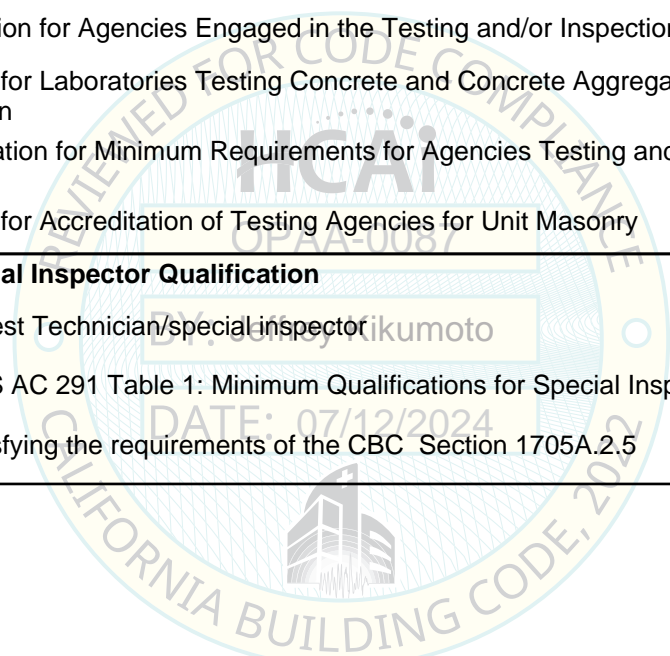 ion for Agencies Engaged in the Testing and/or Inspection
for Laboratories Testing Concrete and Concrete Aggrega
n
ation for Minimum Requirements for Agencies Testing and
for Accreditation of Testing Agencies for Unit Masonry
al Inspector Qualification
est Technician/special inspector
S AC 291 Table 1: Minimum Qualifications for Special Insp
sfying the requirements of the CBC Section 1705A.2.5
REVIEWED FOR CODE COMPLIANCE
HCAi
OPAA-0087
BY: Jeffrey Kikumoto
DATE: 07/12/2024
CALIFORNIA BUILDING CODE, 2022